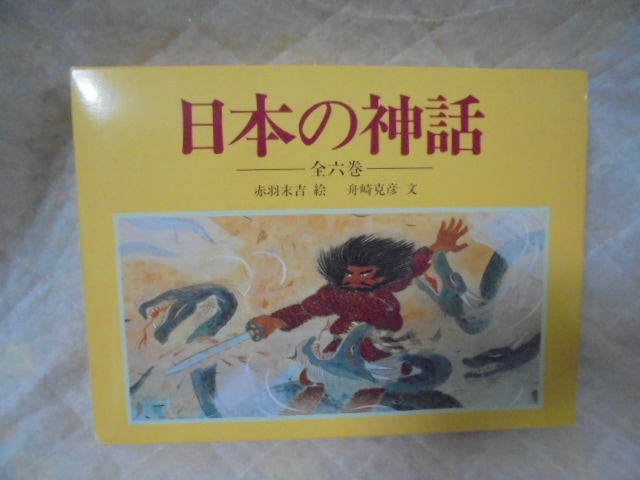 日本の神話
全六巻
赤羽末吉 絵 舟崎克彦 文